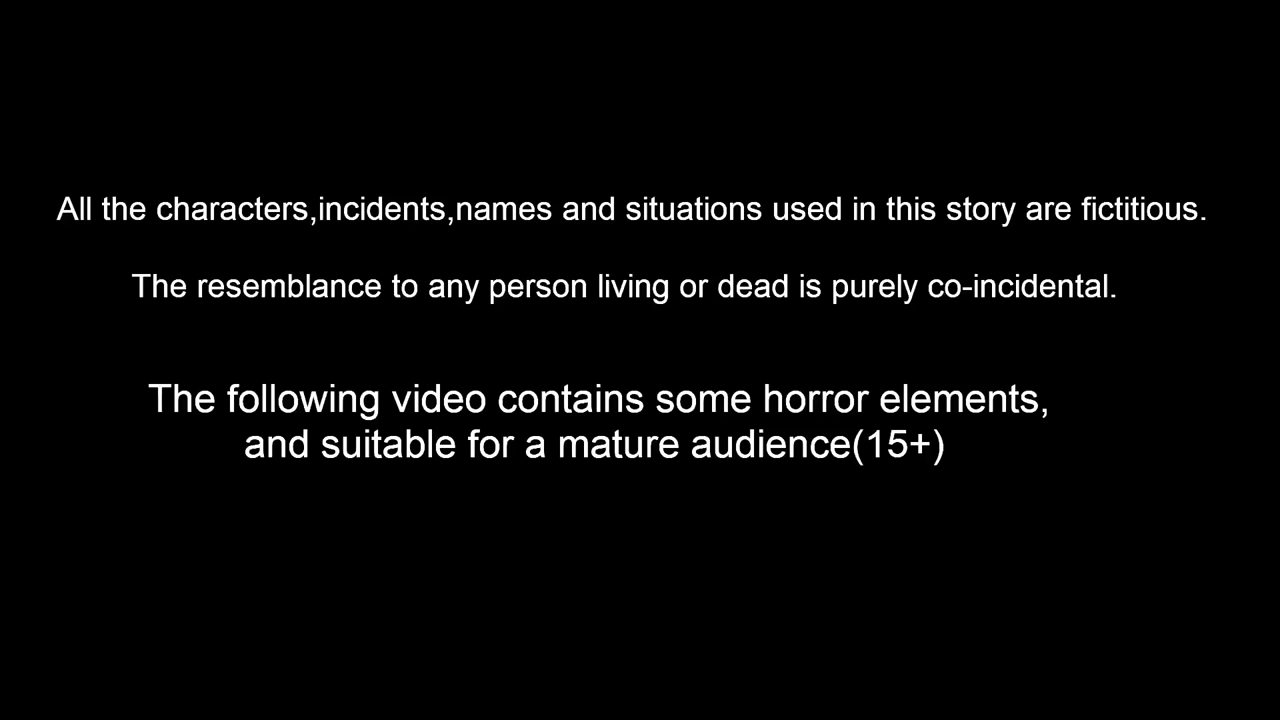 All the characters,incidents,names and situations used in this story are fictitious.
The resemblance to any person living or dead is purely co-incidental.
The following video contains some horror elements,
and suitable for a mature audience(15+)